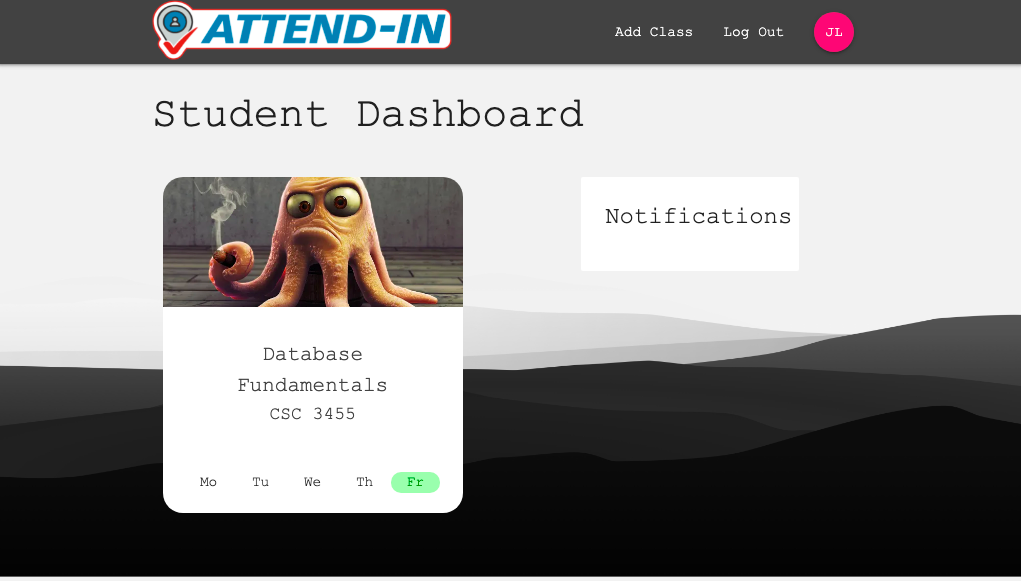 ATTEND-IN
Add Class Log Out JL
Student Dashboard
Notifications
Database
Fundamentals
CSC 3455
Mo Tu We Th Fr